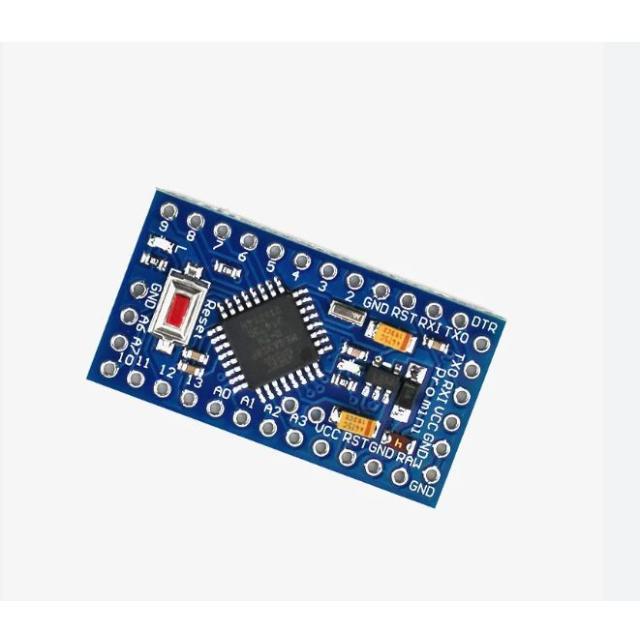 9 8 7 6 5 4 3 2 GND RST RXI TXO
DTR
TXO
RXI
VCC
GND
GND
GND
A6
A7
Reset
L
pro mini
10 11 12 13 A0 A1 A2 A3 VCC RST GND RAW